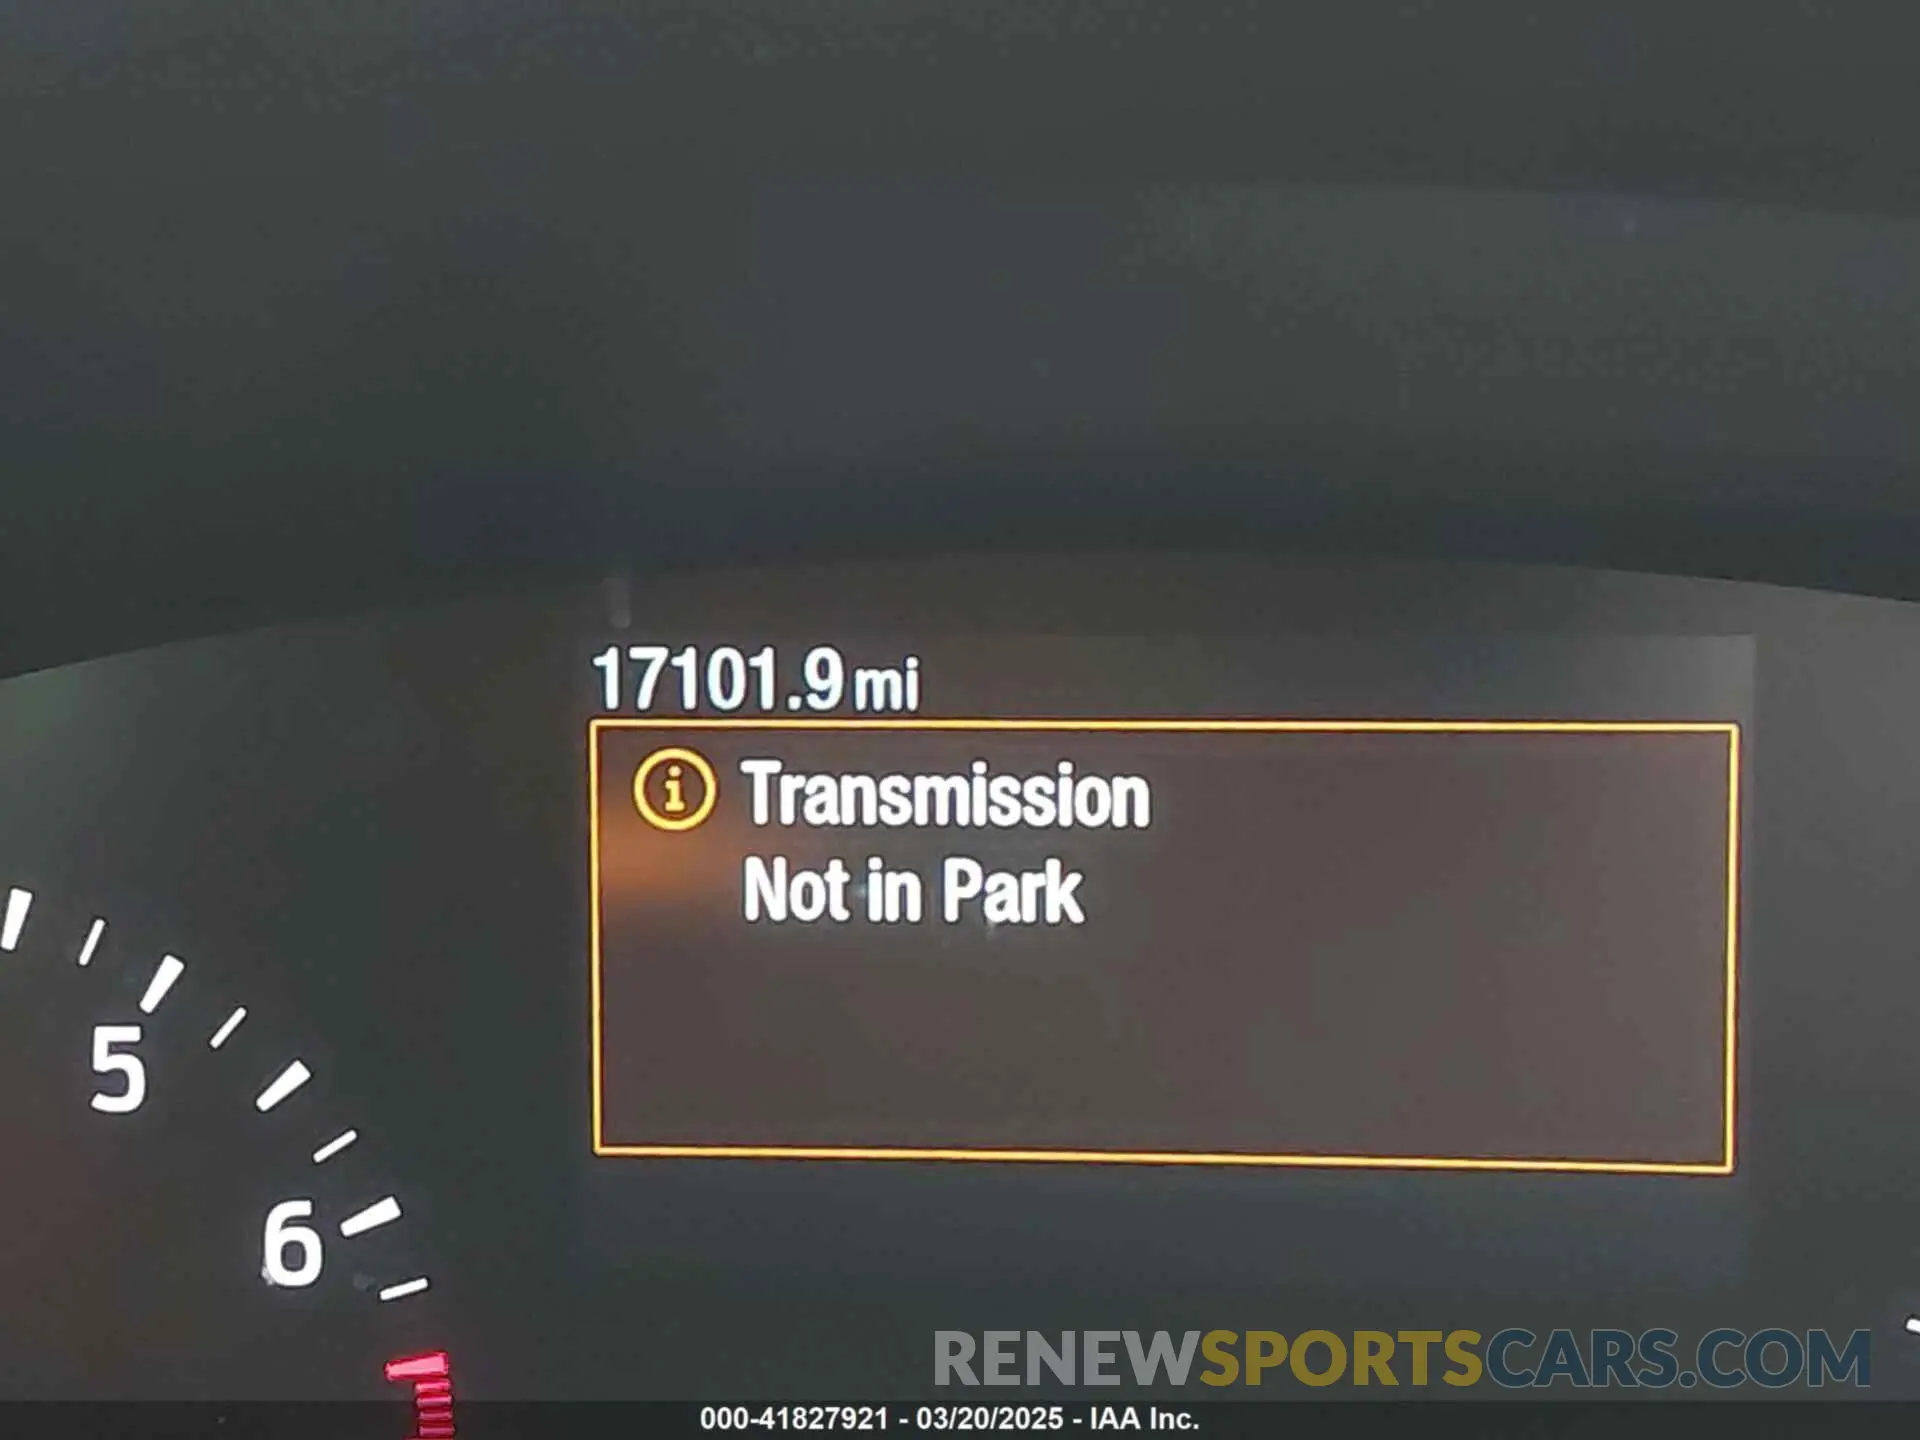 17101.9 mi
i Transmission
Not in Park
5
6
RENEWSPORTSCARS.COM
000-41827921 - 03/20/2025 - IAA Inc.